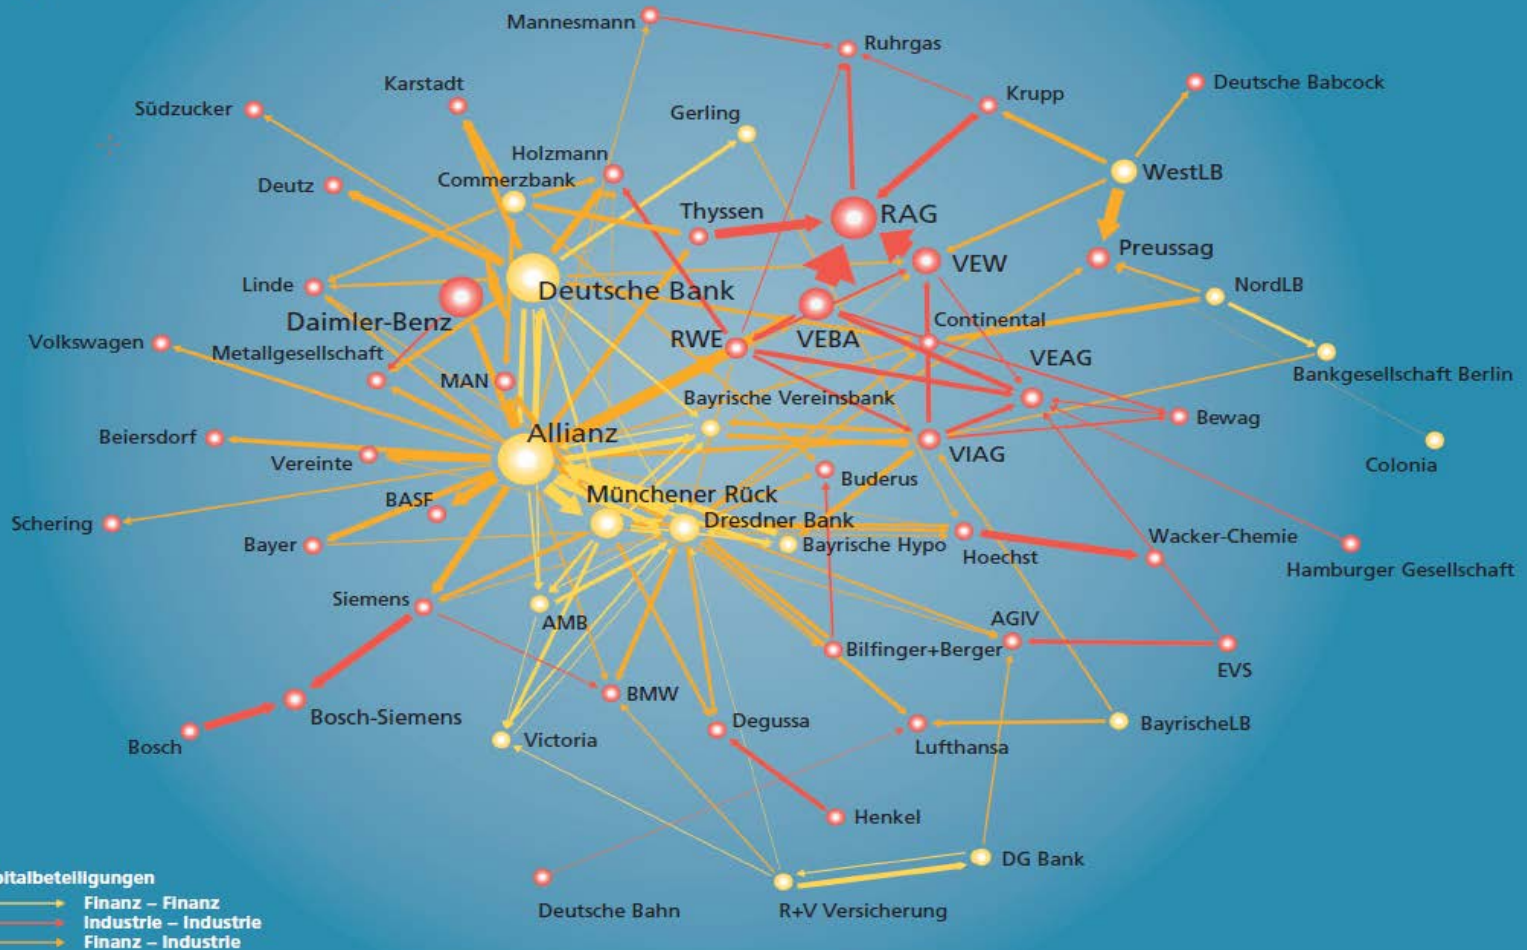 Mannesmann
Ruhrgas
Karstadt
Krupp
Deutsche Babcock
Südzucker
Gerling
Holzmann
WestLB
Deutz
Commerzbank
Thyssen
RAG
Preussag
VEW
Linde
Deutsche Bank
NordLB
Daimler-Benz
Continental
Volkswagen
Metallgesellschaft
RWE
VEBA
VEAG
MAN
Bankgesellschaft Berlin
Bayrische Vereinsbank
Bewag
Beiersdorf
Allianz
Vereinte
VIAG
Colonia
Buderus
BASF
Münchener Rück
Schering
Dresdner Bank
Bayer
Bayrische Hypo
Hoechst
Wacker-Chemie
Hamburger Gesellschaft
Siemens
AMB
AGIV
Bilfinger+Berger
EVS
BMW
Bosch-Siemens
Degussa
BayrischeLB
Bosch
Victoria
Lufthansa
Henkel
DG Bank
Deutsche Bahn
R+V Versicherung
pitalbeteiligungen
Finanz – Finanz
Industrie – Industrie
Finanz – Industrie